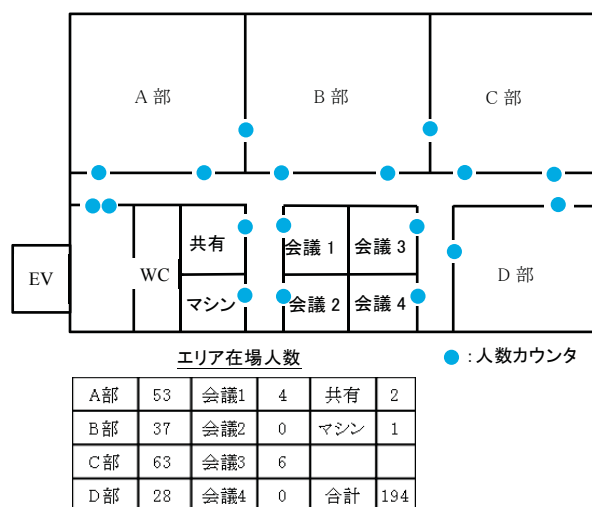 A 部
B 部
C 部
共有
会議 1
会議 3
EV
WC
D 部
マシン
会議 2
会議 4
エリア在場人数
:人数カウンタ
A部 53 会議1 4 共有 2
B部 37 会議2 0 マシン 1
C部 63 会議3 6
D部 28 会議4 0 合計 194